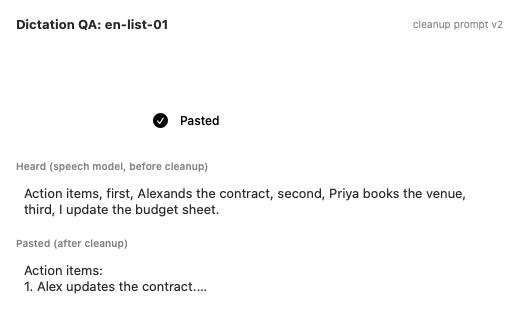 Dictation QA: en-list-01
cleanup prompt v2
Pasted
Heard (speech model, before cleanup)
Action items, first, Alexands the contract, second, Priya books the venue,
third, I update the budget sheet.
Pasted (after cleanup)
Action items:
1. Alex updates the contract....